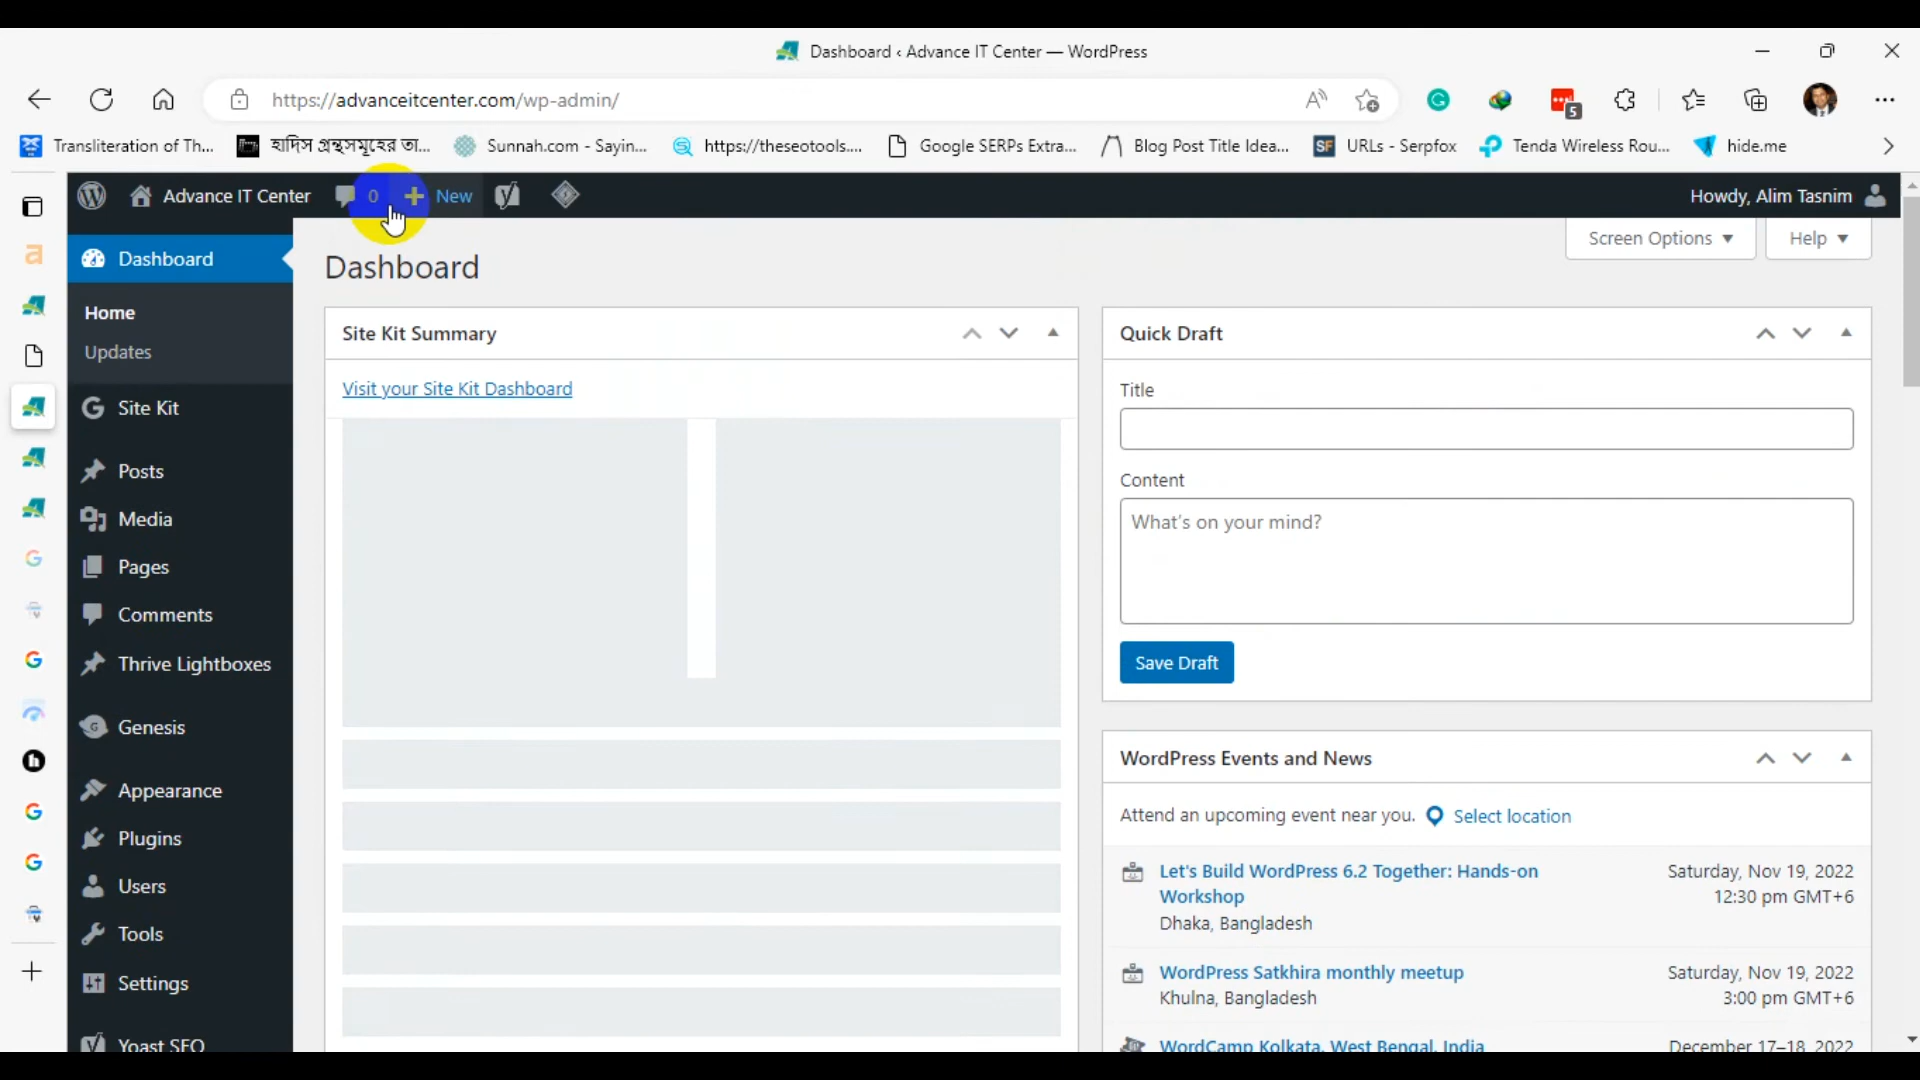 Dashboard ‹ Advance IT Center — WordPress
https://advanceitcenter.com/wp-admin/
5
Transliteration of Th...
হাদিস গ্রন্থসমূহের তা...
Sunnah.com - Sayin...
https://theseotools....
Google SERPs Extra...
Blog Post Title Idea...
SF
URLs - Serpfox
Tenda Wireless Rou...
hide.me
Advance IT Center
0
New
Howdy, Alim Tasnim
Screen Options
Help
Dashboard
Home
Updates
Site Kit
Posts
Media
Pages
Comments
Thrive Lightboxes
Genesis
Appearance
Plugins
Users
Tools
Settings
Yoast SEO
Dashboard
Site Kit Summary
Visit your Site Kit Dashboard
Quick Draft
Title
Content
What's on your mind?
Save Draft
WordPress Events and News
Attend an upcoming event near you.
Select location
Let's Build WordPress 6.2 Together: Hands-on
Workshop
Dhaka, Bangladesh
Saturday, Nov 19, 2022
12:30 pm GMT+6
WordPress Satkhira monthly meetup
Khulna, Bangladesh
Saturday, Nov 19, 2022
3:00 pm GMT+6
WordCamp Kolkata, West Bengal, India
December 17–18, 2022